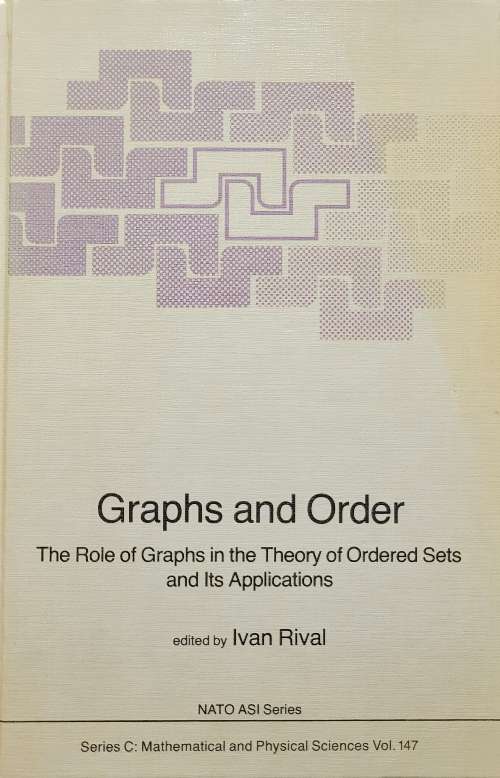 Graphs and Order
The Role of Graphs in the Theory of Ordered Sets
and Its Applications
edited by Ivan Rival
NATO ASI Series
Series C: Mathematical and Physical Sciences Vol. 147